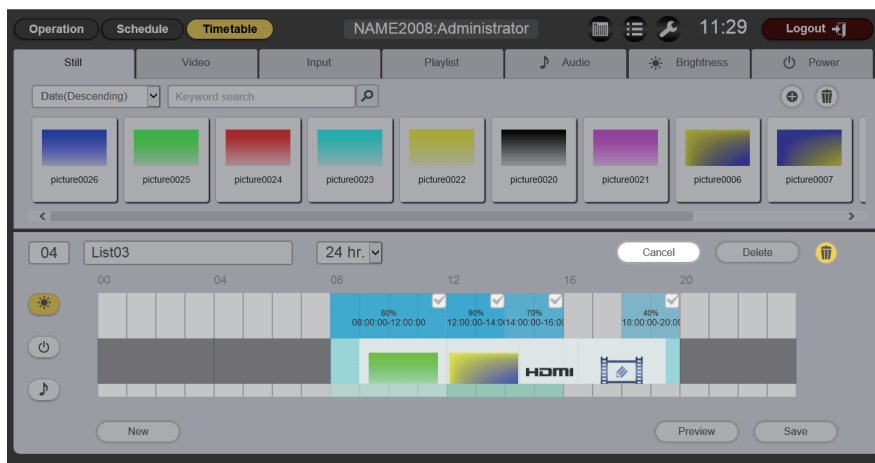 Operation Schedule Timetable NAME2008:Administrator 11:29 Logout
Still Video Input Playlist Audio Brightness Power
Date(Descending) Keyword search
picture0026 picture0025 picture0024 picture0023 picture0022 picture0020 picture0021 picture0006 picture0007
04 List03 24 hr. Cancel Delete
00 04 08 12 16 20
80% 90% 70% 40%
08:00:00-12:00:00 12:00:00-14:0 14:00:00-16:00 18:00:00-20:00
HDMI
New Preview Save